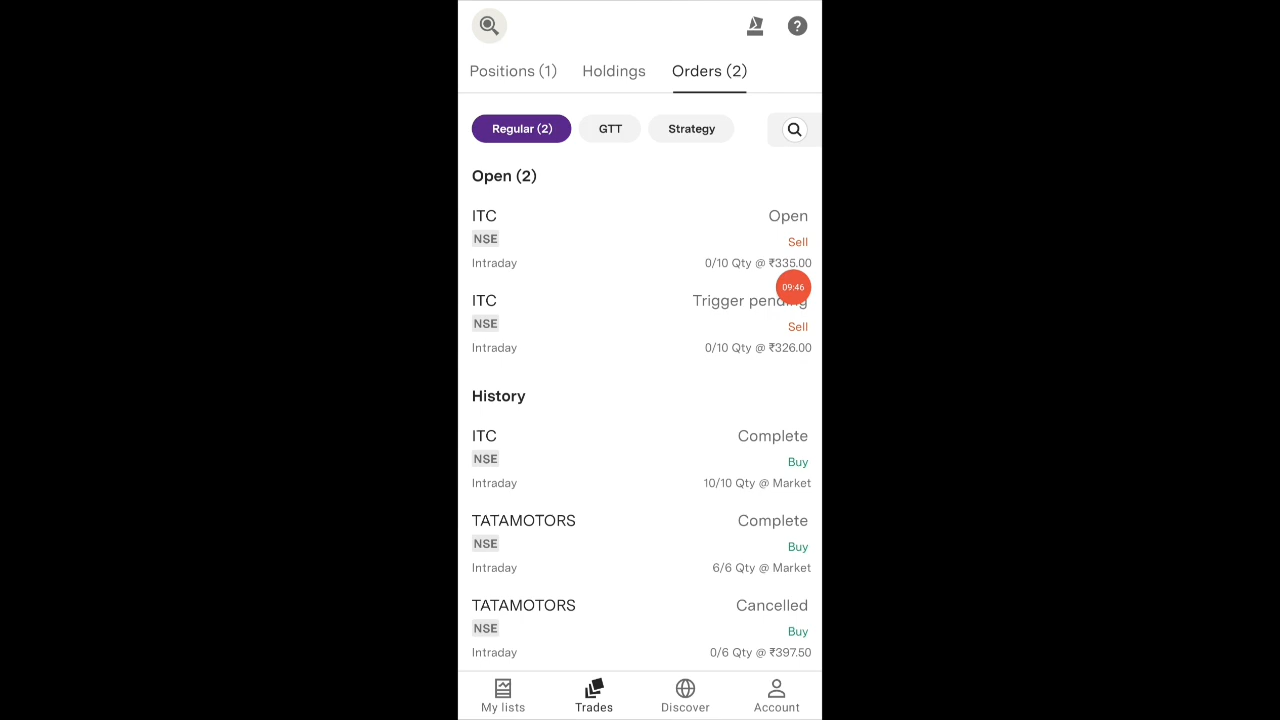 Positions (1) Holdings Orders (2)
Regular (2) GTT Strategy
Open (2)
ITC Open
NSE Sell
Intraday 0/10 Qty @ ₹335.00
09:46
ITC Trigger pending
NSE Sell
Intraday 0/10 Qty @ ₹326.00
History
ITC Complete
NSE Buy
Intraday 10/10 Qty @ Market
TATAMOTORS Complete
NSE Buy
Intraday 6/6 Qty @ Market
TATAMOTORS Cancelled
NSE Buy
Intraday 0/6 Qty @ ₹397.50
My lists Trades Discover Account